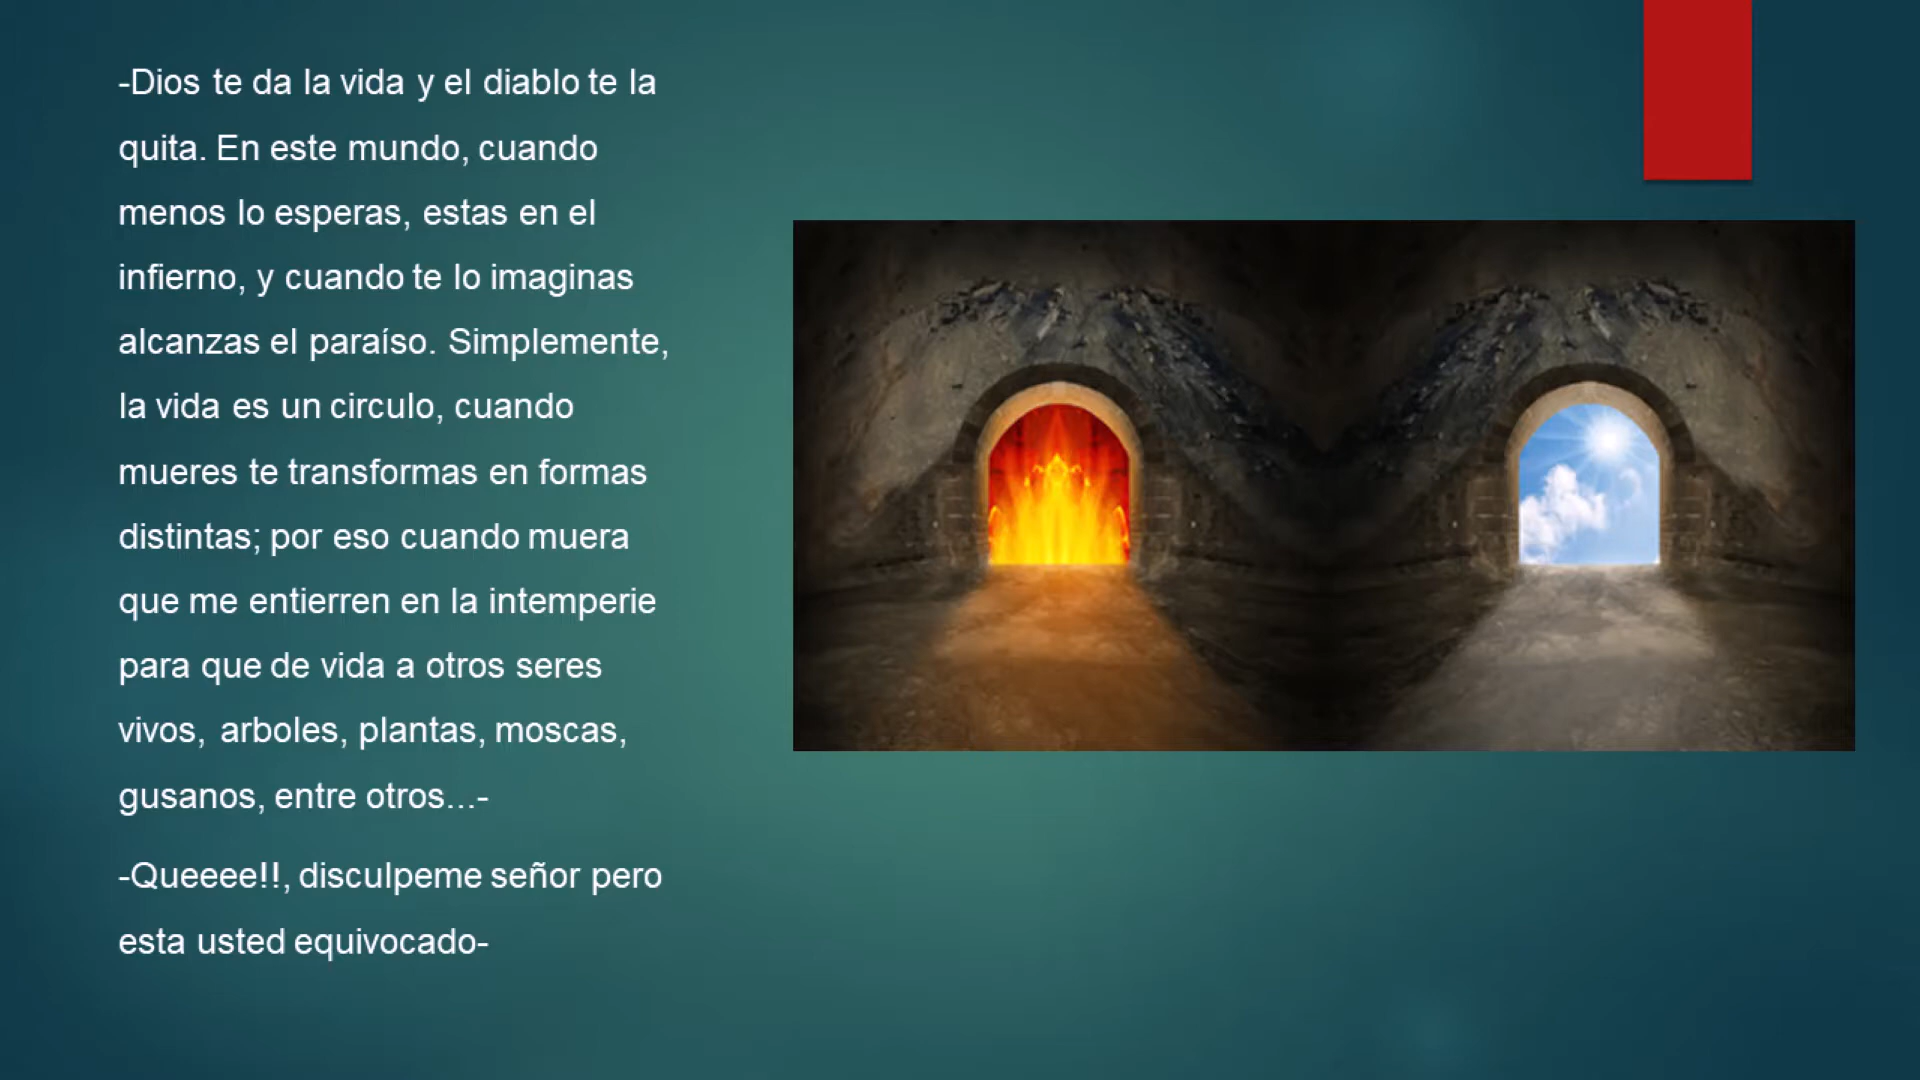 -Dios te da la vida y el diablo te la
quita. En este mundo, cuando
menos lo esperas, estas en el
infierno, y cuando te lo imaginas
alcanzas el paraíso. Simplemente,
la vida es un circulo, cuando
mueres te transformas en formas
distintas; por eso cuando muera
que me entierren en la intemperie
para que de vida a otros seres
vivos, arboles, plantas, moscas,
gusanos, entre otros...-
-Queeee!!, disculpeme señor pero
esta usted equivocado-